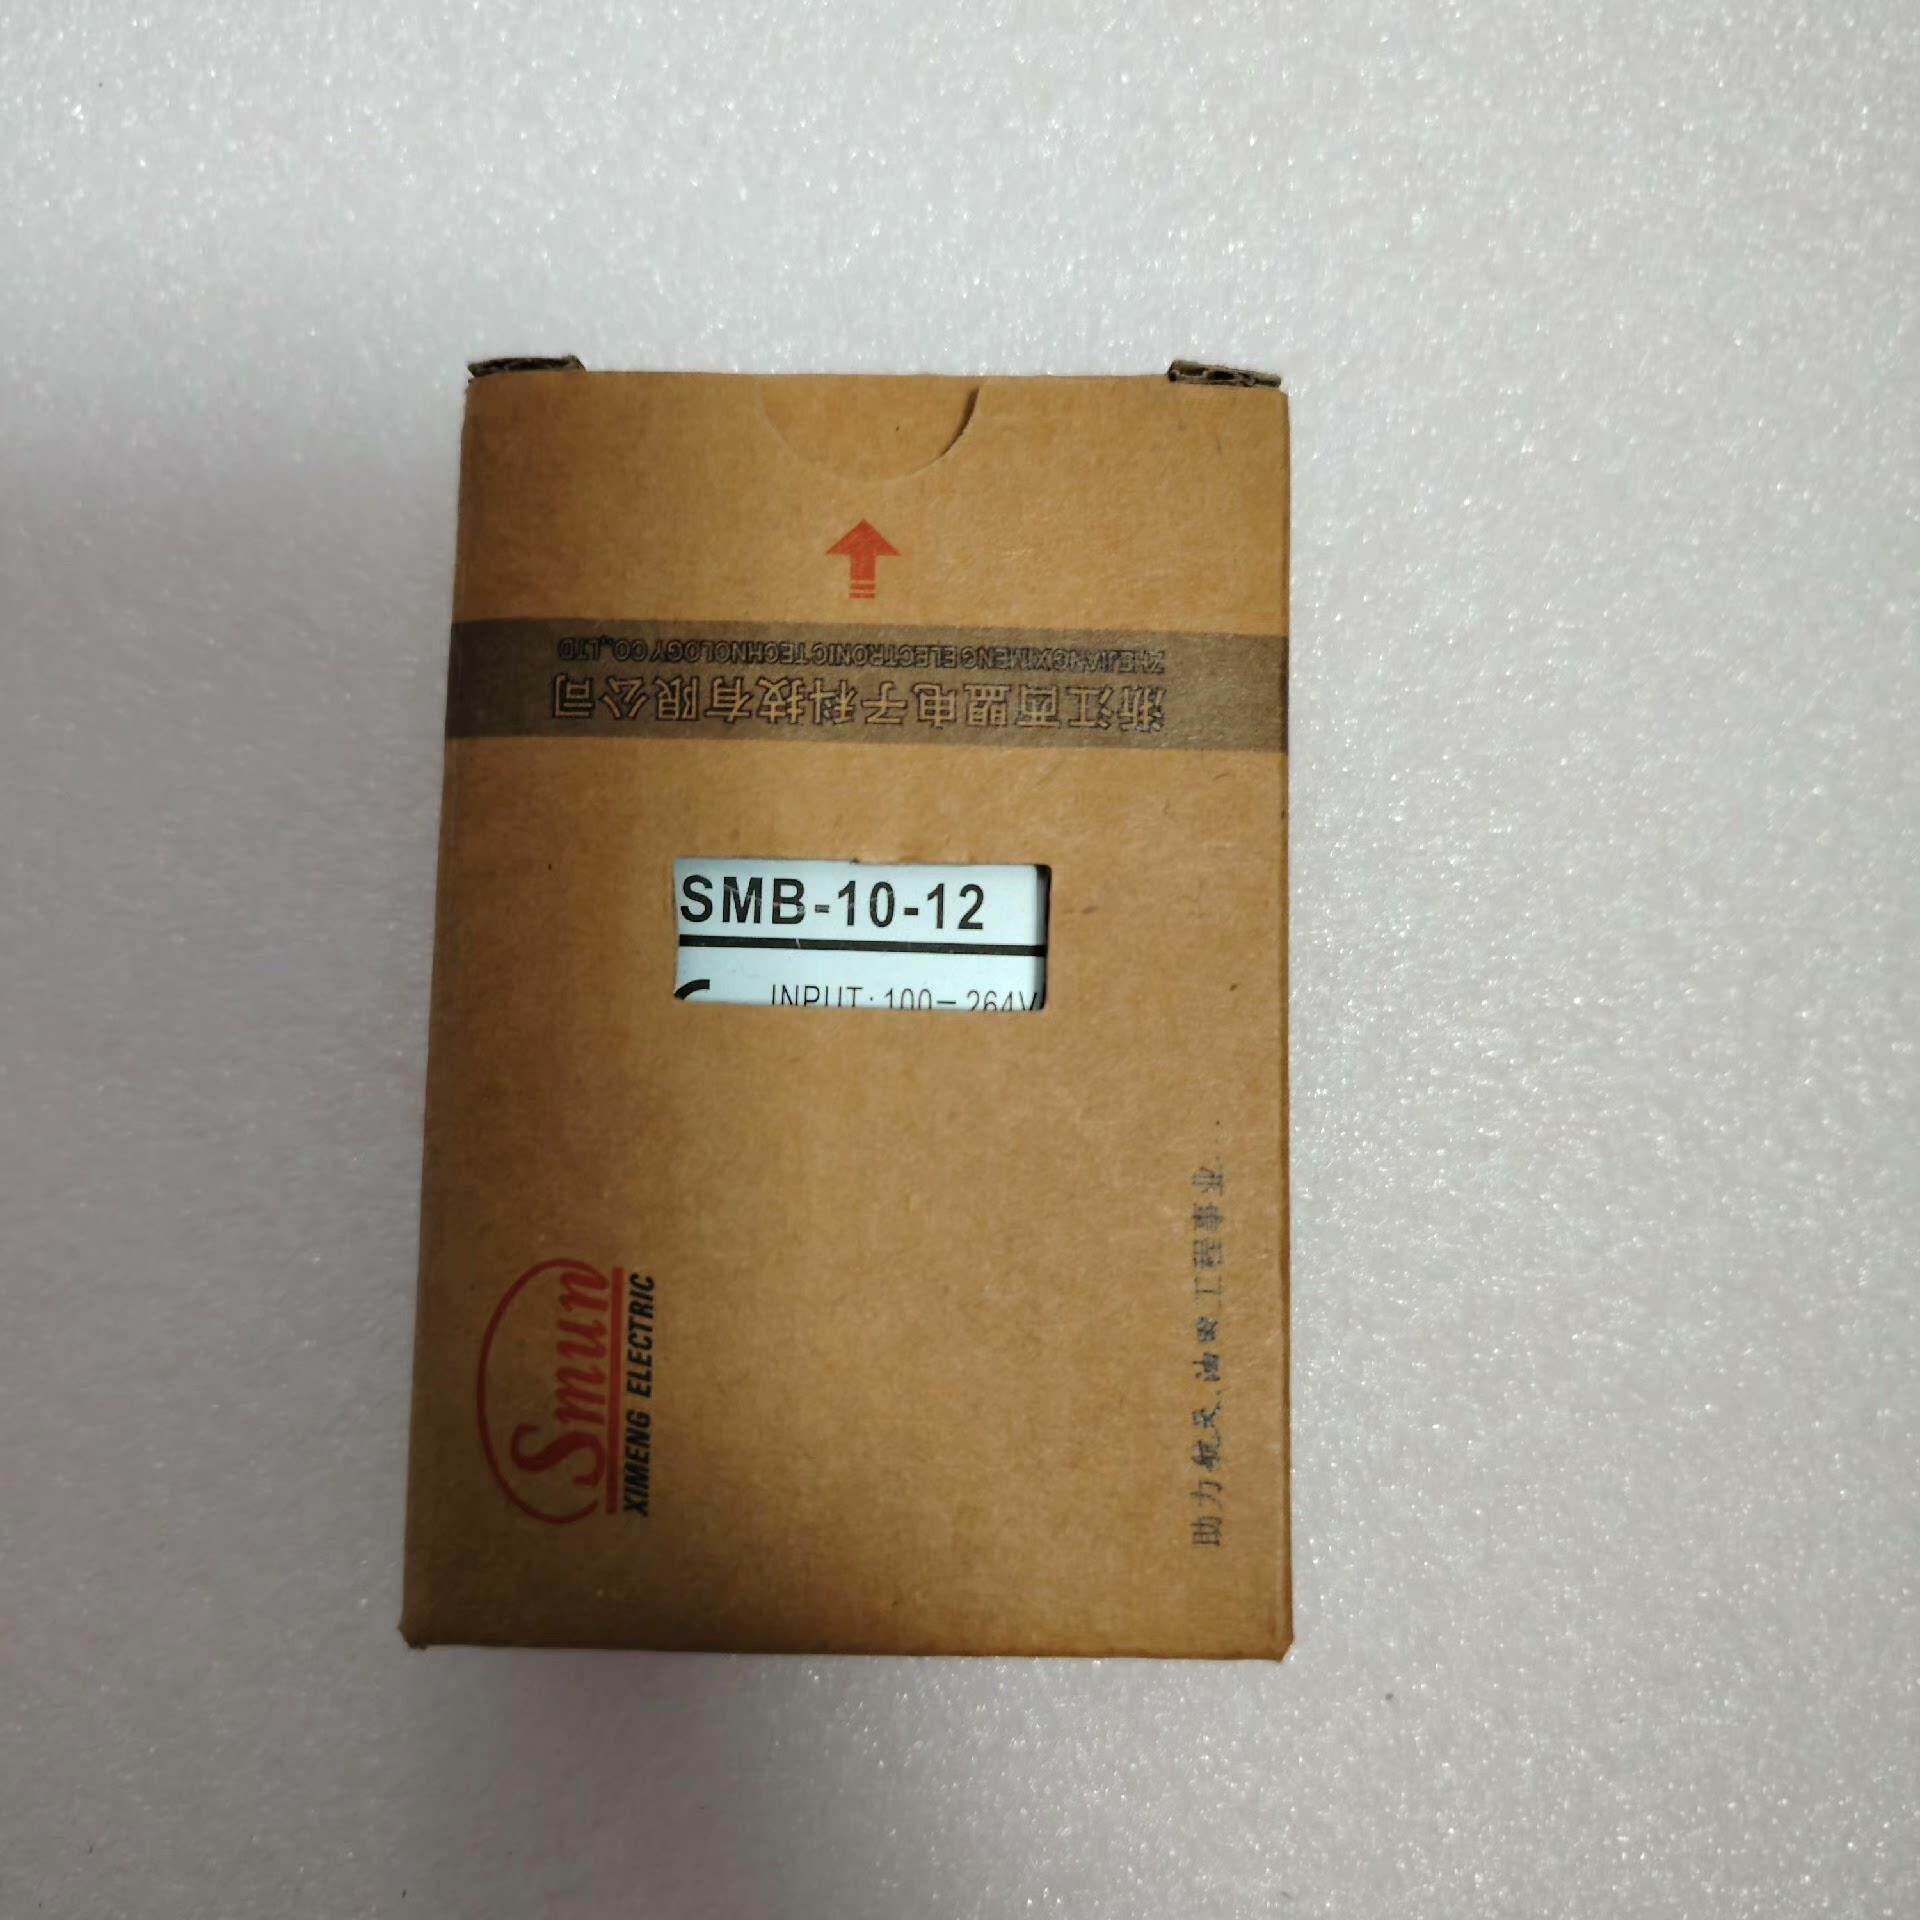 ZHEJIANGXIMENG ELECTRONIC TECHNOLOGY CO.,LTD
浙江西盟电子科技有限公司
SMB-10-12
INPUT: 100-264V
Smun
XIMENG ELECTRIC
助力航天、油田、工程事业...